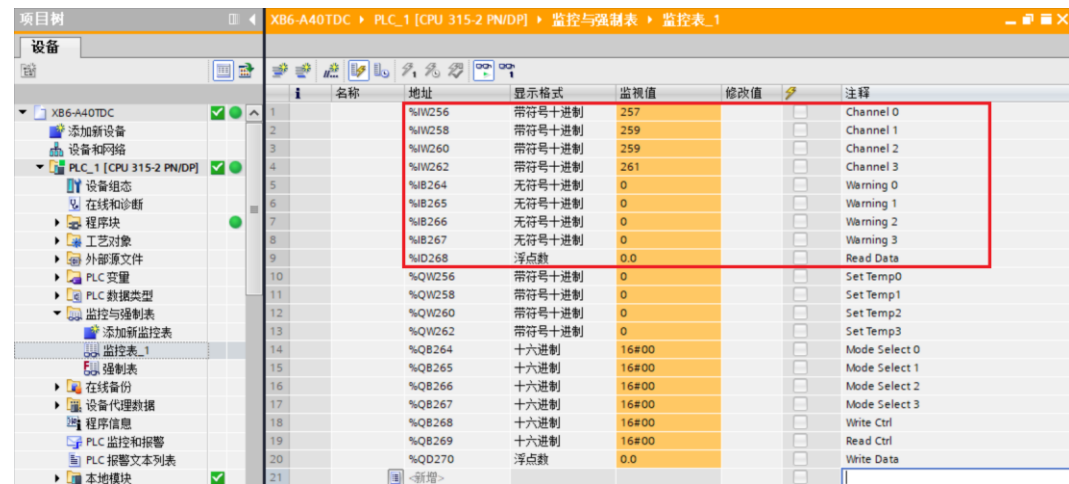 项目树
XB6-A40TDC ▸ PLC_1 [CPU 315-2 PN/DP] ▸ 监控与强制表 ▸ 监控表_1
设备
i 名称 地址 显示格式 监视值 修改值 注释
XB6-A40TDC
添加新设备
设备和网络
PLC_1 [CPU 315-2 PN/DP]
设备组态
在线和诊断
程序块
工艺对象
外部源文件
PLC 变量
PLC 数据类型
监控与强制表
添加新监控表
监控表_1
强制表
在线备份
设备代理数据
程序信息
PLC 监控和报警
PLC 报警文本列表
本地模块
1 %IW256 带符号十进制 257 Channel 0
2 %IW258 带符号十进制 259 Channel 1
3 %IW260 带符号十进制 259 Channel 2
4 %IW262 带符号十进制 261 Channel 3
5 %IB264 无符号十进制 0 Warning 0
6 %IB265 无符号十进制 0 Warning 1
7 %IB266 无符号十进制 0 Warning 2
8 %IB267 无符号十进制 0 Warning 3
9 %ID268 浮点数 0.0 Read Data
10 %QW256 带符号十进制 0 Set Temp0
11 %QW258 带符号十进制 0 Set Temp1
12 %QW260 带符号十进制 0 Set Temp2
13 %QW262 带符号十进制 0 Set Temp3
14 %QB264 十六进制 16#00 Mode Select 0
15 %QB265 十六进制 16#00 Mode Select 1
16 %QB266 十六进制 16#00 Mode Select 2
17 %QB267 十六进制 16#00 Mode Select 3
18 %QB268 十六进制 16#00 Write Ctrl
19 %QB269 十六进制 16#00 Read Ctrl
20 %QD270 浮点数 0.0 Write Data
21 <新增>